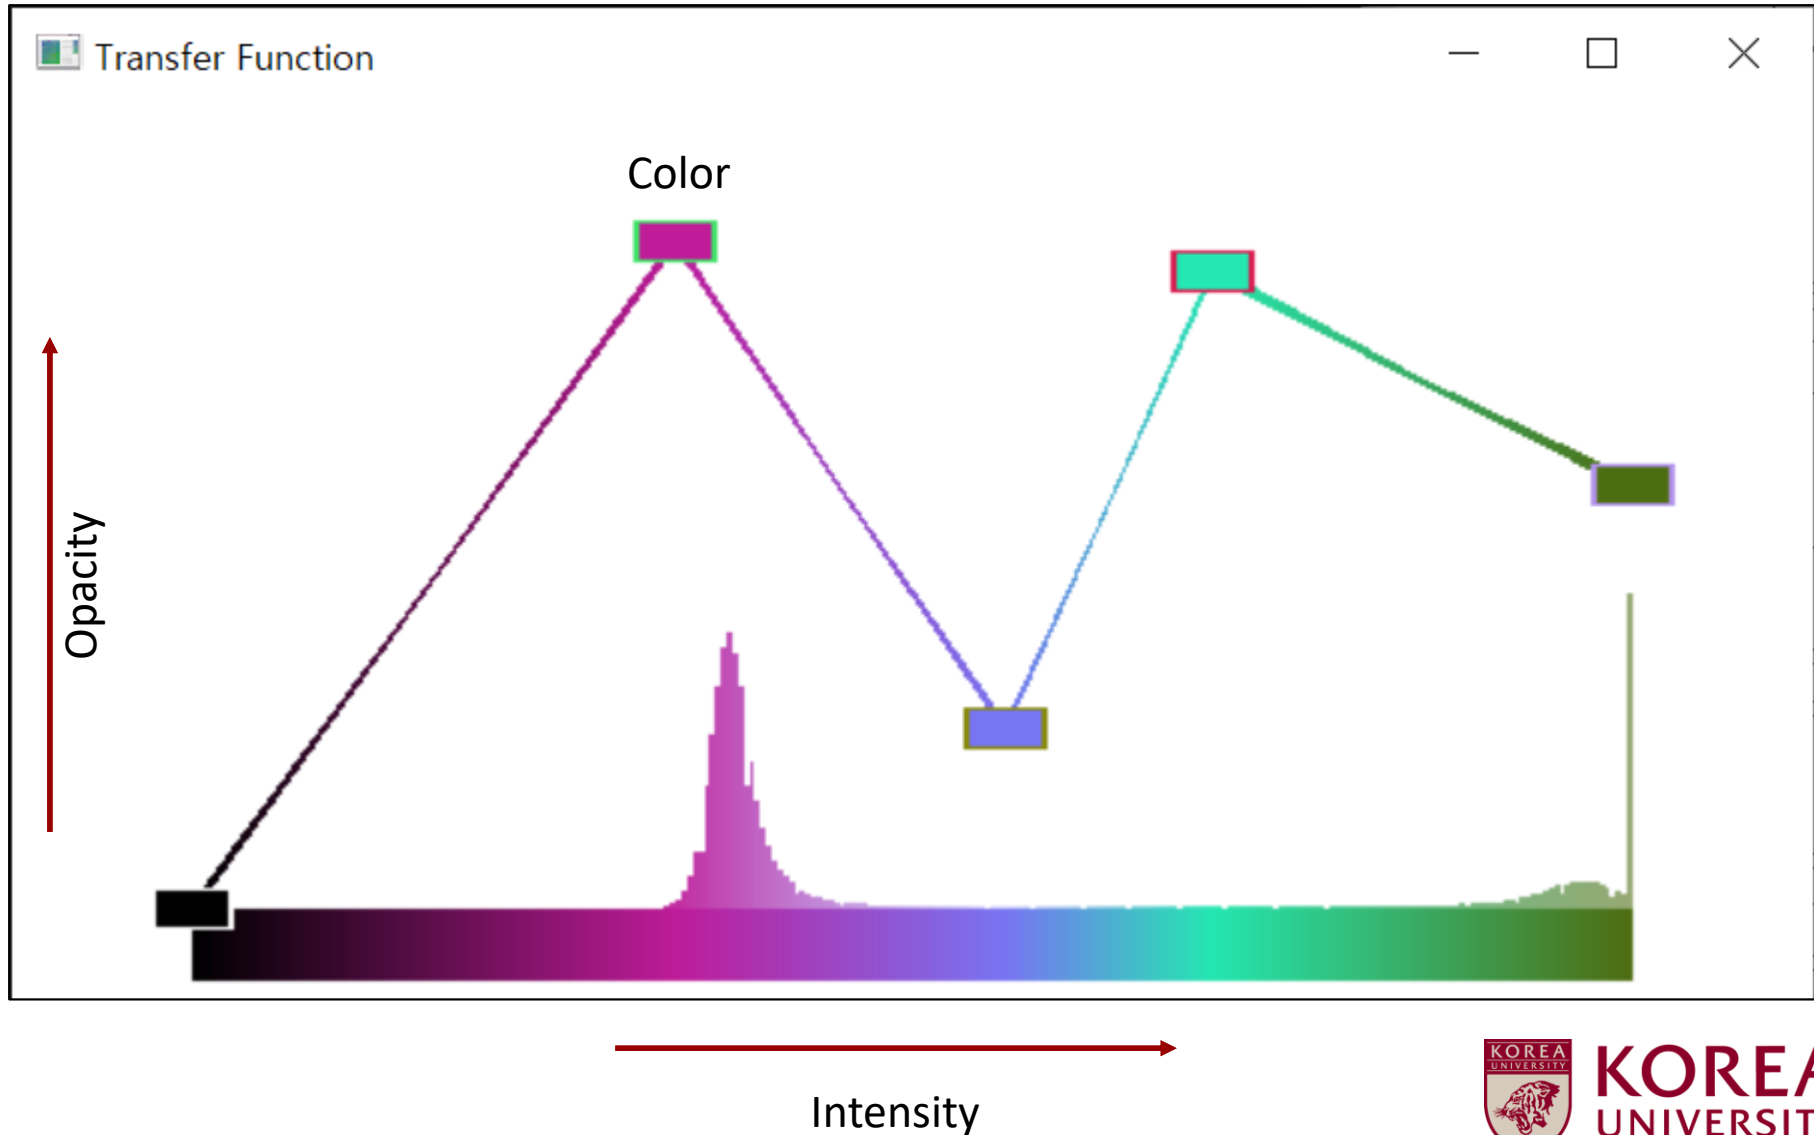 Transfer Function
Color
Opacity
Intensity
KOREA
UNIVERSITY
KOREA
UNIVERSIT